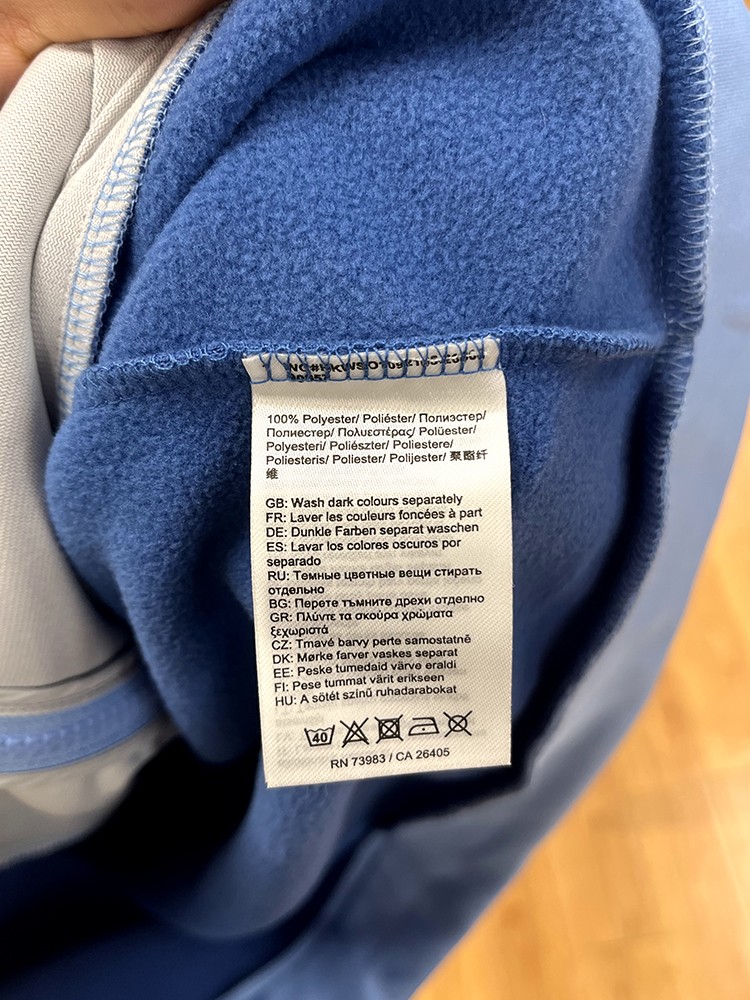 100% Polyester/ Poliéster/ Полиэстер/
Полиестер/ Πολυεστέρας/ Polüester/
Polyesteri/ Poliészter/ Poliestere/
Poliesteris/ Poliester/ Polijester/ 聚酯纤
维
GB: Wash dark colours separately
FR: Laver les couleurs foncées à part
DE: Dunkle Farben separat waschen
ES: Lavar los colores oscuros por
separado
RU: Темные цветные вещи стирать
отдельно
BG: Перете тъмните дрехи отделно
GR: Πλύντε τα σκούρα χρώματα
ξεχωριστά
CZ: Tmavé barvy perte samostatně
DK: Mørke farver vaskes separat
EE: Peske tumedaid värve eraldi
FI: Pese tummat värit erikseen
HU: A sötét színű ruhadarabokat
40
RN 73983 / CA 26405